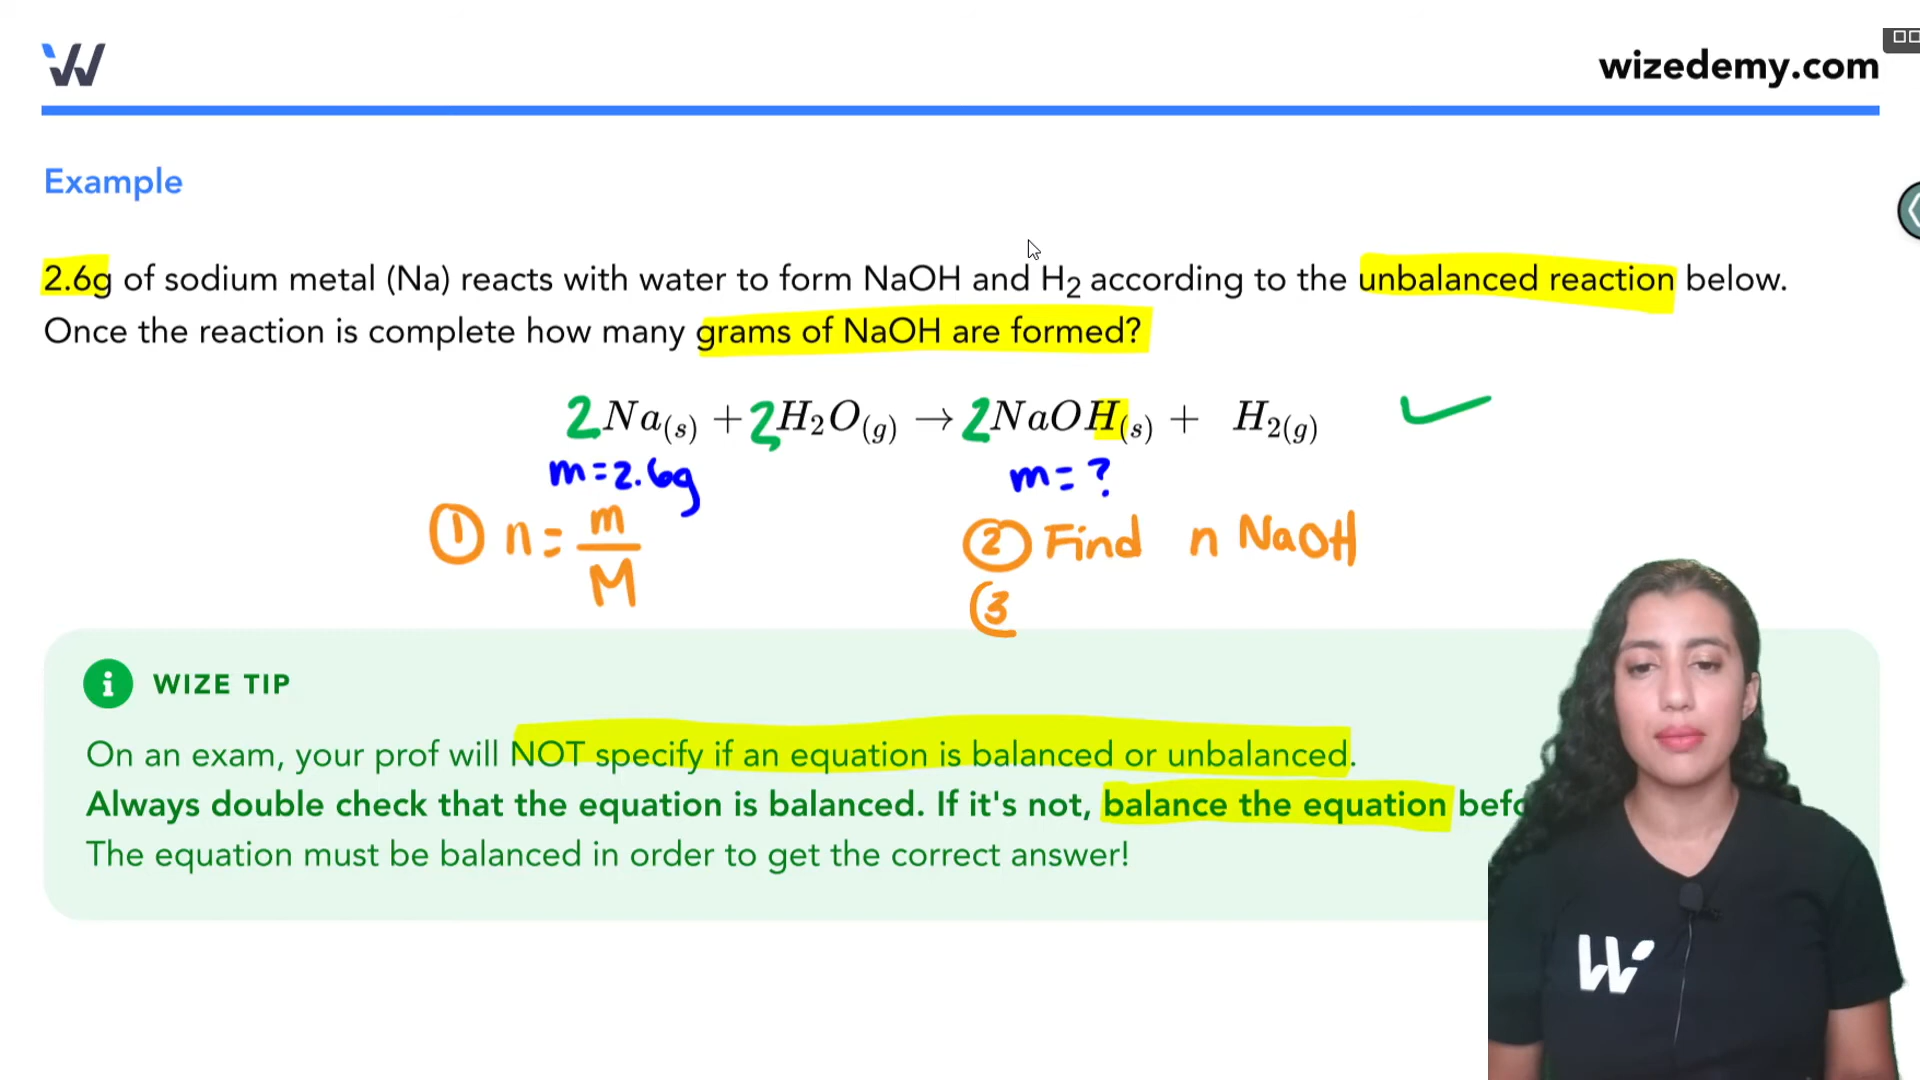 wizedemy.com
Example
2.6g of sodium metal (Na) reacts with water to form NaOH and H₂ according to the unbalanced reaction below.
Once the reaction is complete how many grams of NaOH are formed?
2Na(s) + 2H₂O(g) → 2NaOH(s) + H₂(g)
m=2.6g m=?
① n = m/M ② Find n NaOH
③
i WIZE TIP
On an exam, your prof will NOT specify if an equation is balanced or unbalanced.
Always double check that the equation is balanced. If it's not, balance the equation
The equation must be balanced in order to get the correct answer!